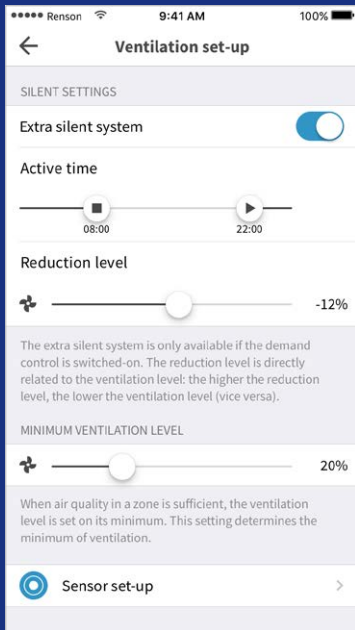 Renson 9:41 AM 100%
Ventilation set-up
SILENT SETTINGS
Extra silent system
Active time
08:00 22:00
Reduction level
-12%
The extra silent system is only available if the demand
control is switched-on. The reduction level is directly
related to the ventilation level: the higher the reduction
level, the lower the ventilation level (vice versa).
MINIMUM VENTILATION LEVEL
20%
When air quality in a zone is sufficient, the ventilation
level is set on its minimum. This setting determines the
minimum of ventilation.
Sensor set-up